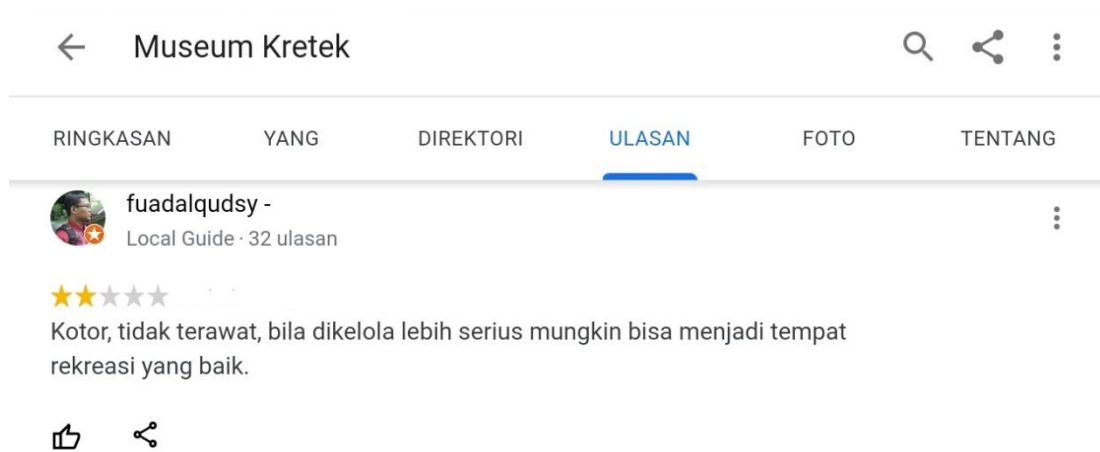 Museum Kretek
RINGKASAN YANG DIREKTORI ULASAN FOTO TENTANG
fuadalqudsy -
Local Guide · 32 ulasan
Kotor, tidak terawat, bila dikelola lebih serius mungkin bisa menjadi tempat
rekreasi yang baik.